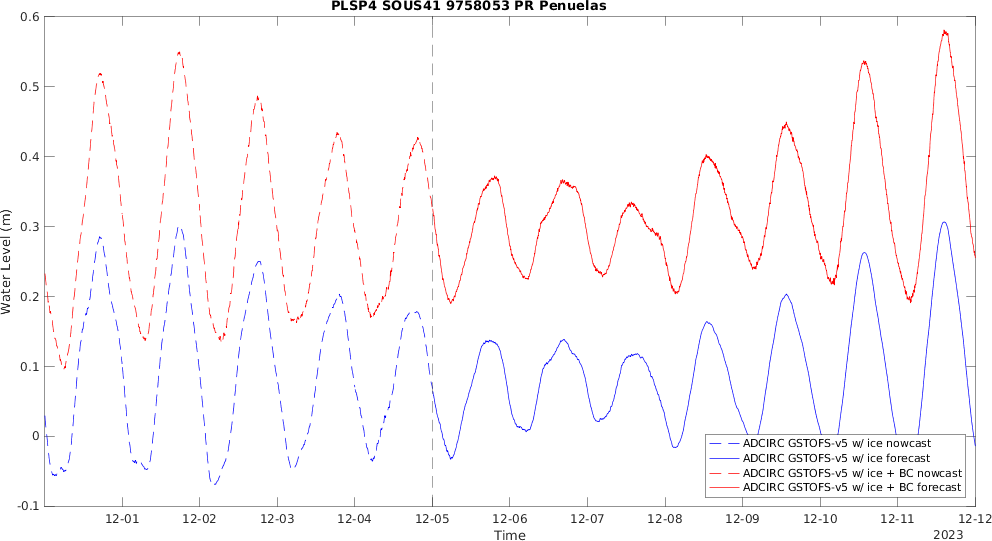 PLSP4 SOUS41 9758053 PR Penuelas
0.6
0.5
0.4
0.3
0.2
0.1
0
-0.1
Water Level (m)
ADCIRC GSTOFS-v5 w/ ice nowcast
ADCIRC GSTOFS-v5 w/ ice forecast
ADCIRC GSTOFS-v5 w/ ice + BC nowcast
ADCIRC GSTOFS-v5 w/ ice + BC forecast
12-01 12-02 12-03 12-04 12-05 12-06 12-07 12-08 12-09 12-10 12-11 12-12
Time
2023